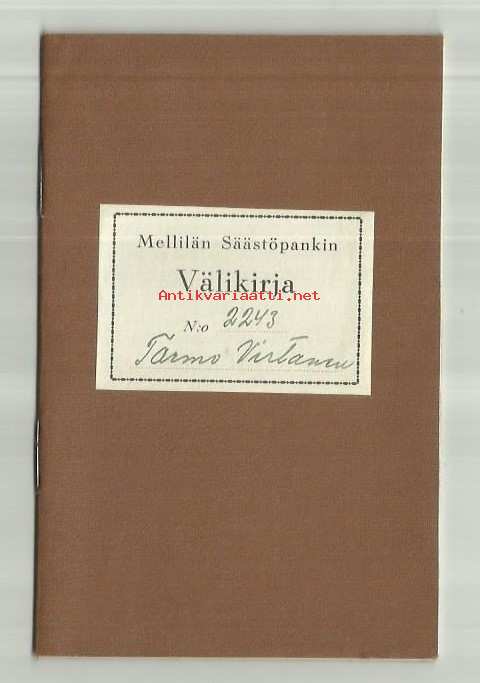 Mellilän Säästöpankin
Välikirja
Antikvariaatti.net
N:o 2243
Tarmo Virtanen